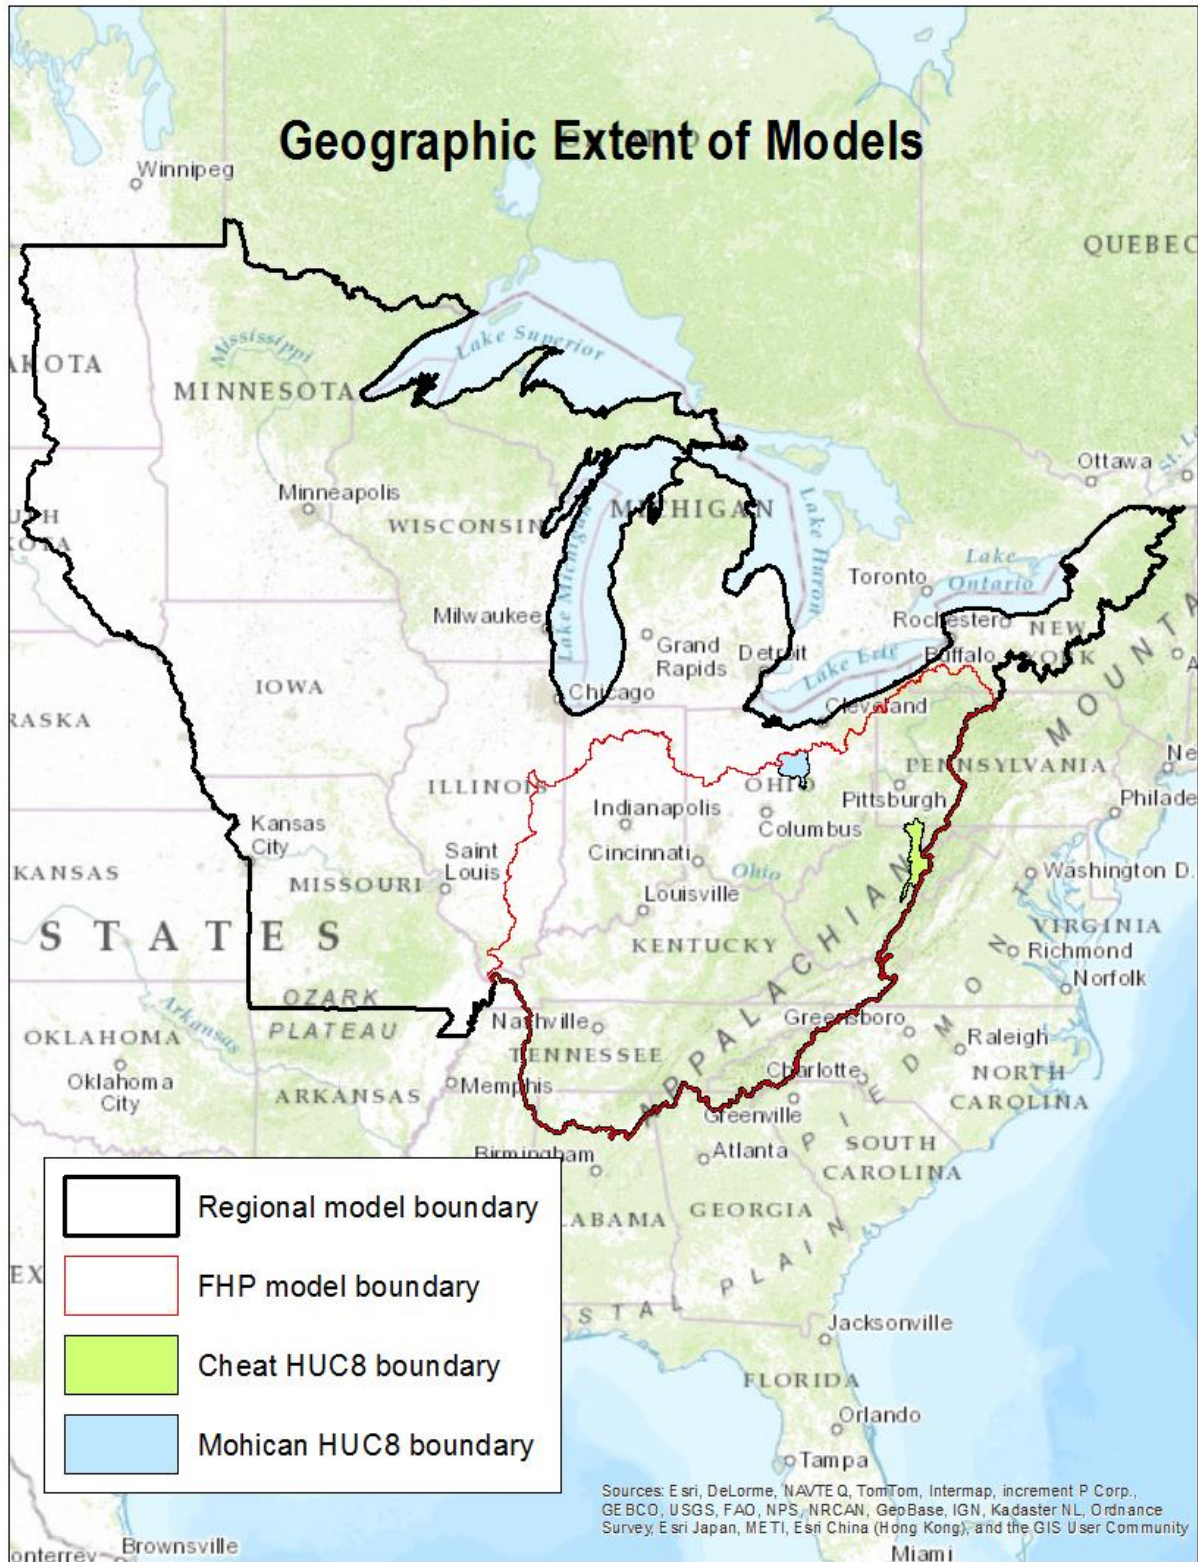 Geographic Extent of Models
Winnipeg
QUEBEC
Lake Superior
Mississippi
AKOTA
MINNESOTA
Ottawa
Minneapolis
WISCONSIN
MICHIGAN
Lake Michigan
Lake Huron
Lake
Ontario
Toronto
Rochester
NEW
YORK
Milwaukee
Grand
Rapids
Detroit
Lake Erie
Buffalo
IOWA
Chicago
Cleveland
RASKA
ILLINOIS
OHIO
PENNSYLVANIA
Pittsburgh
Indianapolis
Columbus
Philade
Kansas
City
Saint
Louis
Cincinnati
Ohio
KANSAS
MISSOURI
Louisville
Washington D.
STATES
KENTUCKY
VIRGINIA
Richmond
Norfolk
APPALACHIAN
MOUNTA
OZARK
PLATEAU
Arkansas
Nashville
Greensboro
OKLAHOMA
TENNESSEE
Raleigh
Oklahoma
City
Memphis
Charlotte
NORTH
CAROLINA
ARKANSAS
Greenville
PIEDMONT
Birmingham
Atlanta
SOUTH
CAROLINA
Regional model boundary
LABAMA
GEORGIA
FHP model boundary
STAL PLAIN
Jacksonville
Cheat HUC8 boundary
FLORIDA
Orlando
Mohican HUC8 boundary
Tampa
Sources: Esri, DeLorme, NAVTEQ, TomTom, Intermap, increment P Corp.,
GEBCO, USGS, FAO, NPS, NRCAN, GeoBase, IGN, Kadaster NL, Ordnance
Survey, Esri Japan, METI, Esri China (Hong Kong), and the GIS User Community
onterrey
Brownsville
Miami